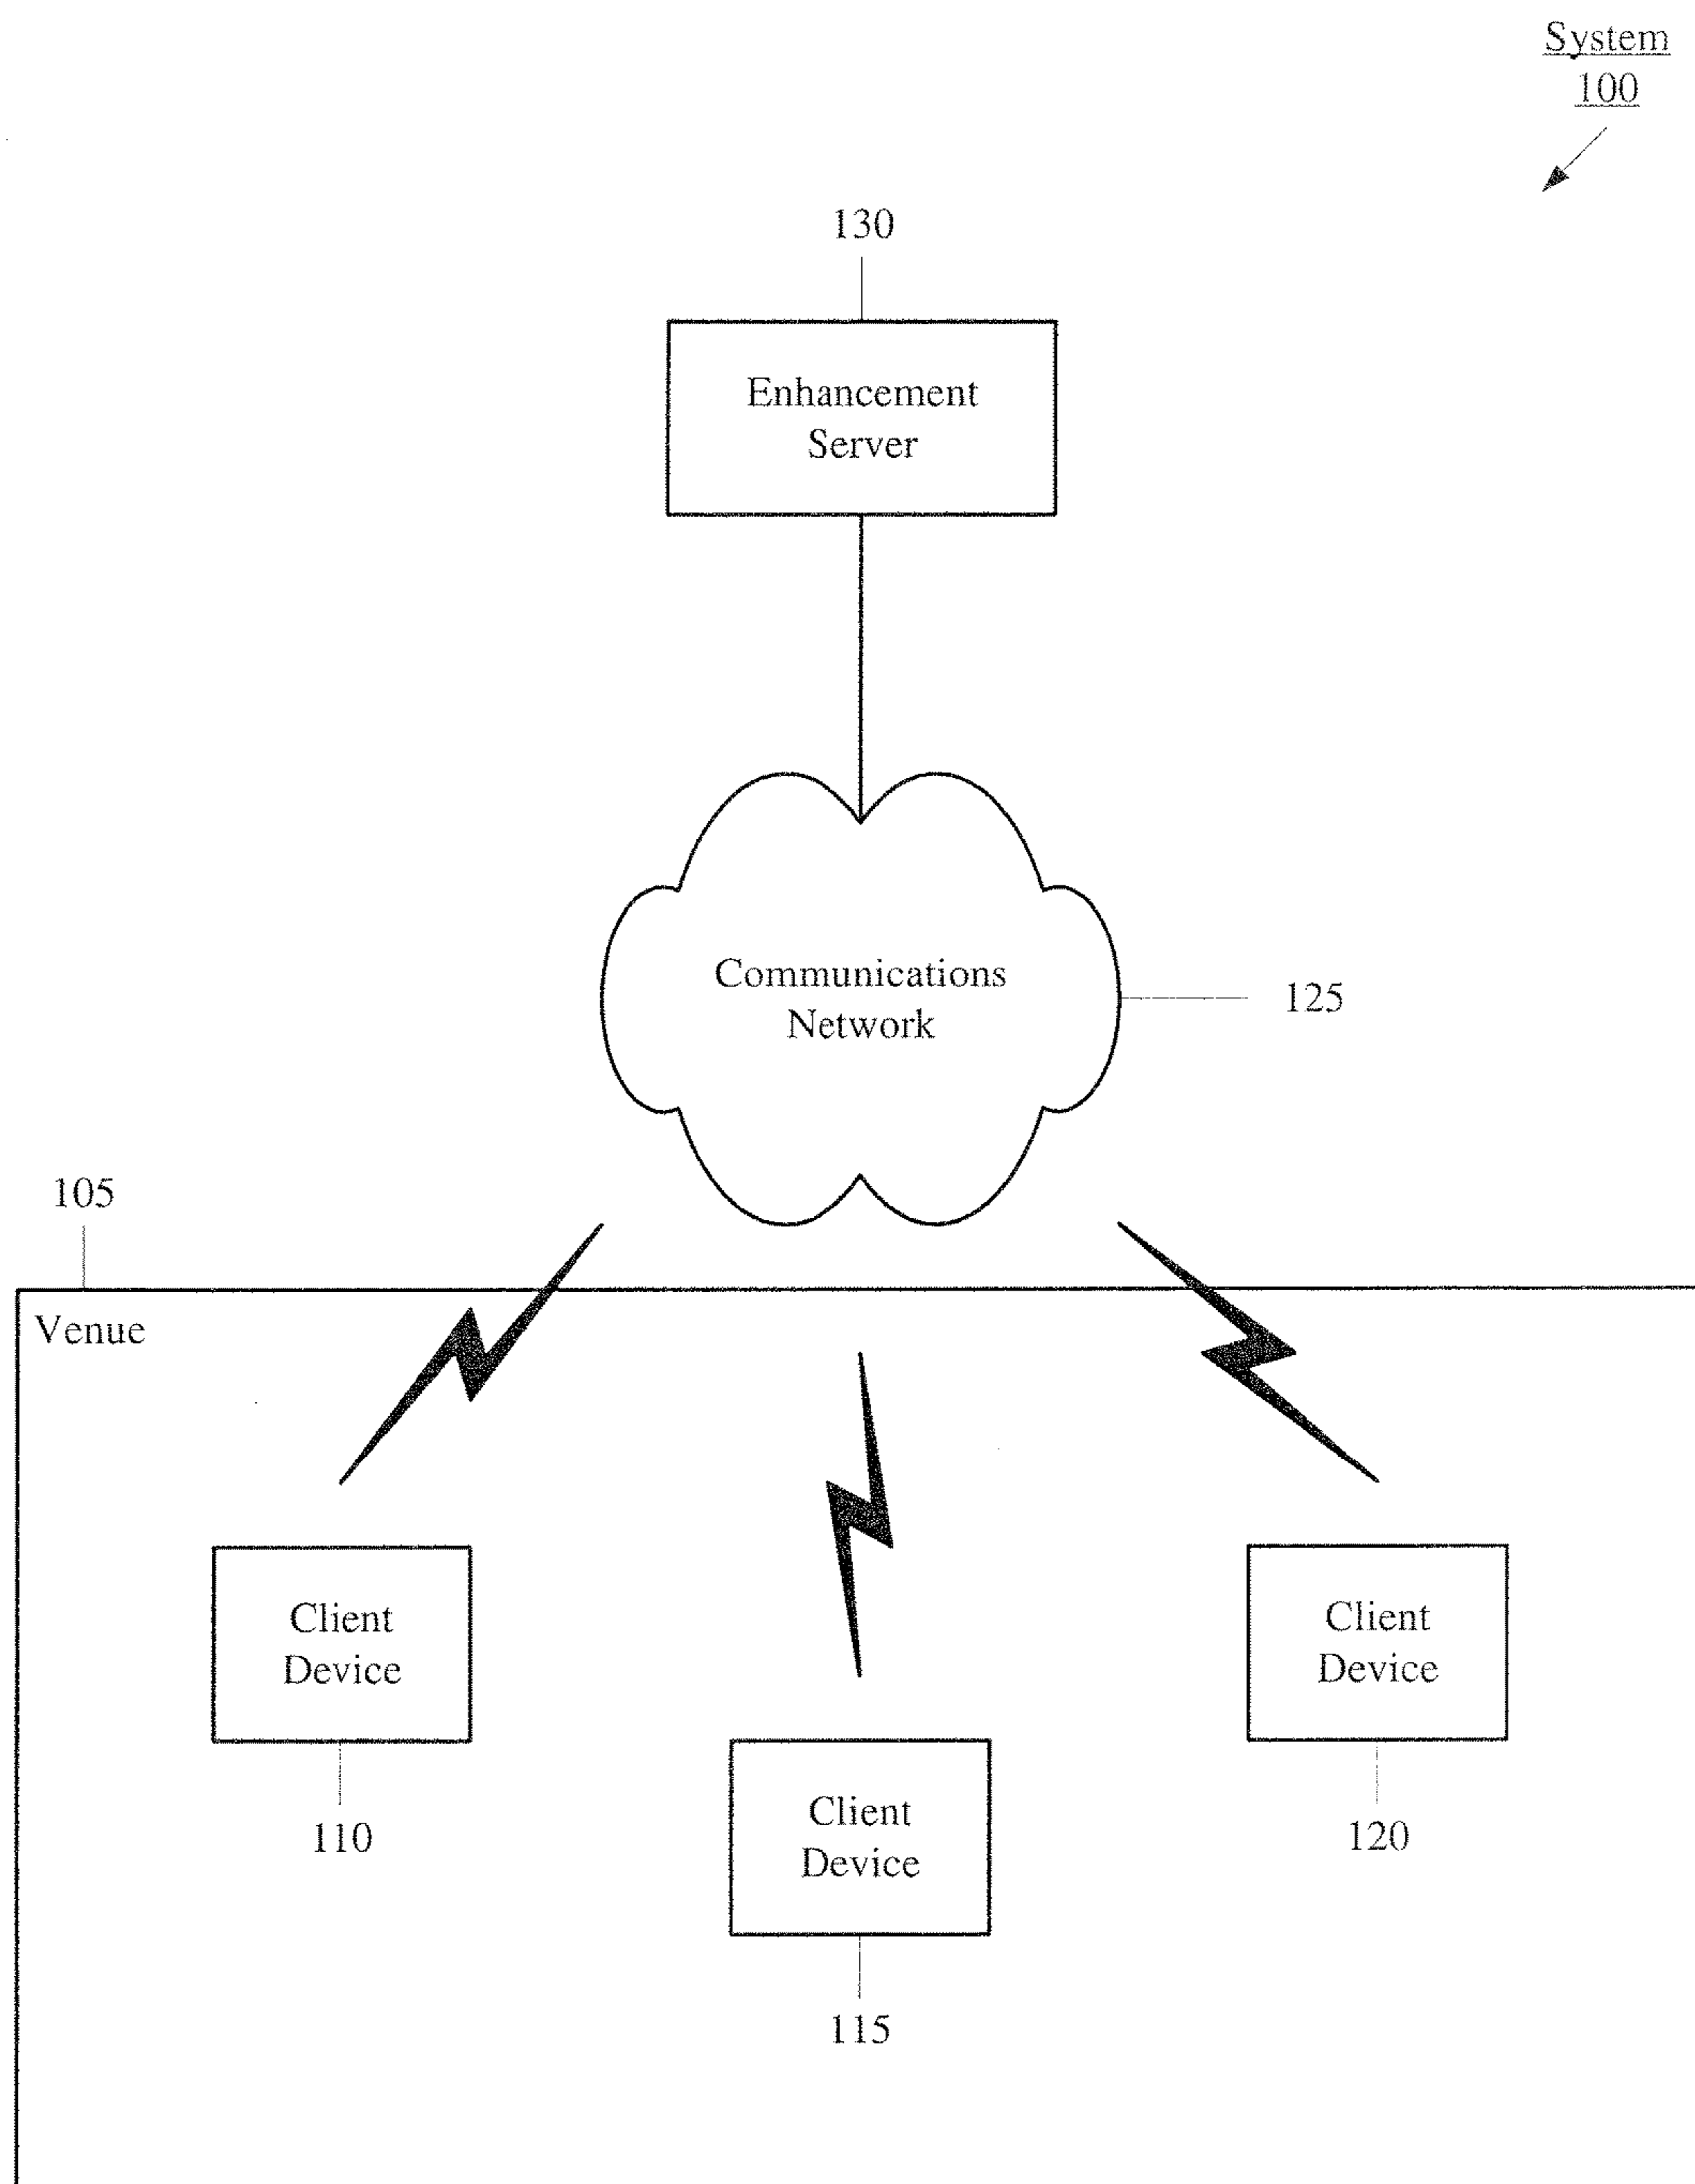 System
100
130
Enhancement
Server
Communications
Network
125
105
Venue
Client
Device
110
Client
Device
115
Client
Device
120